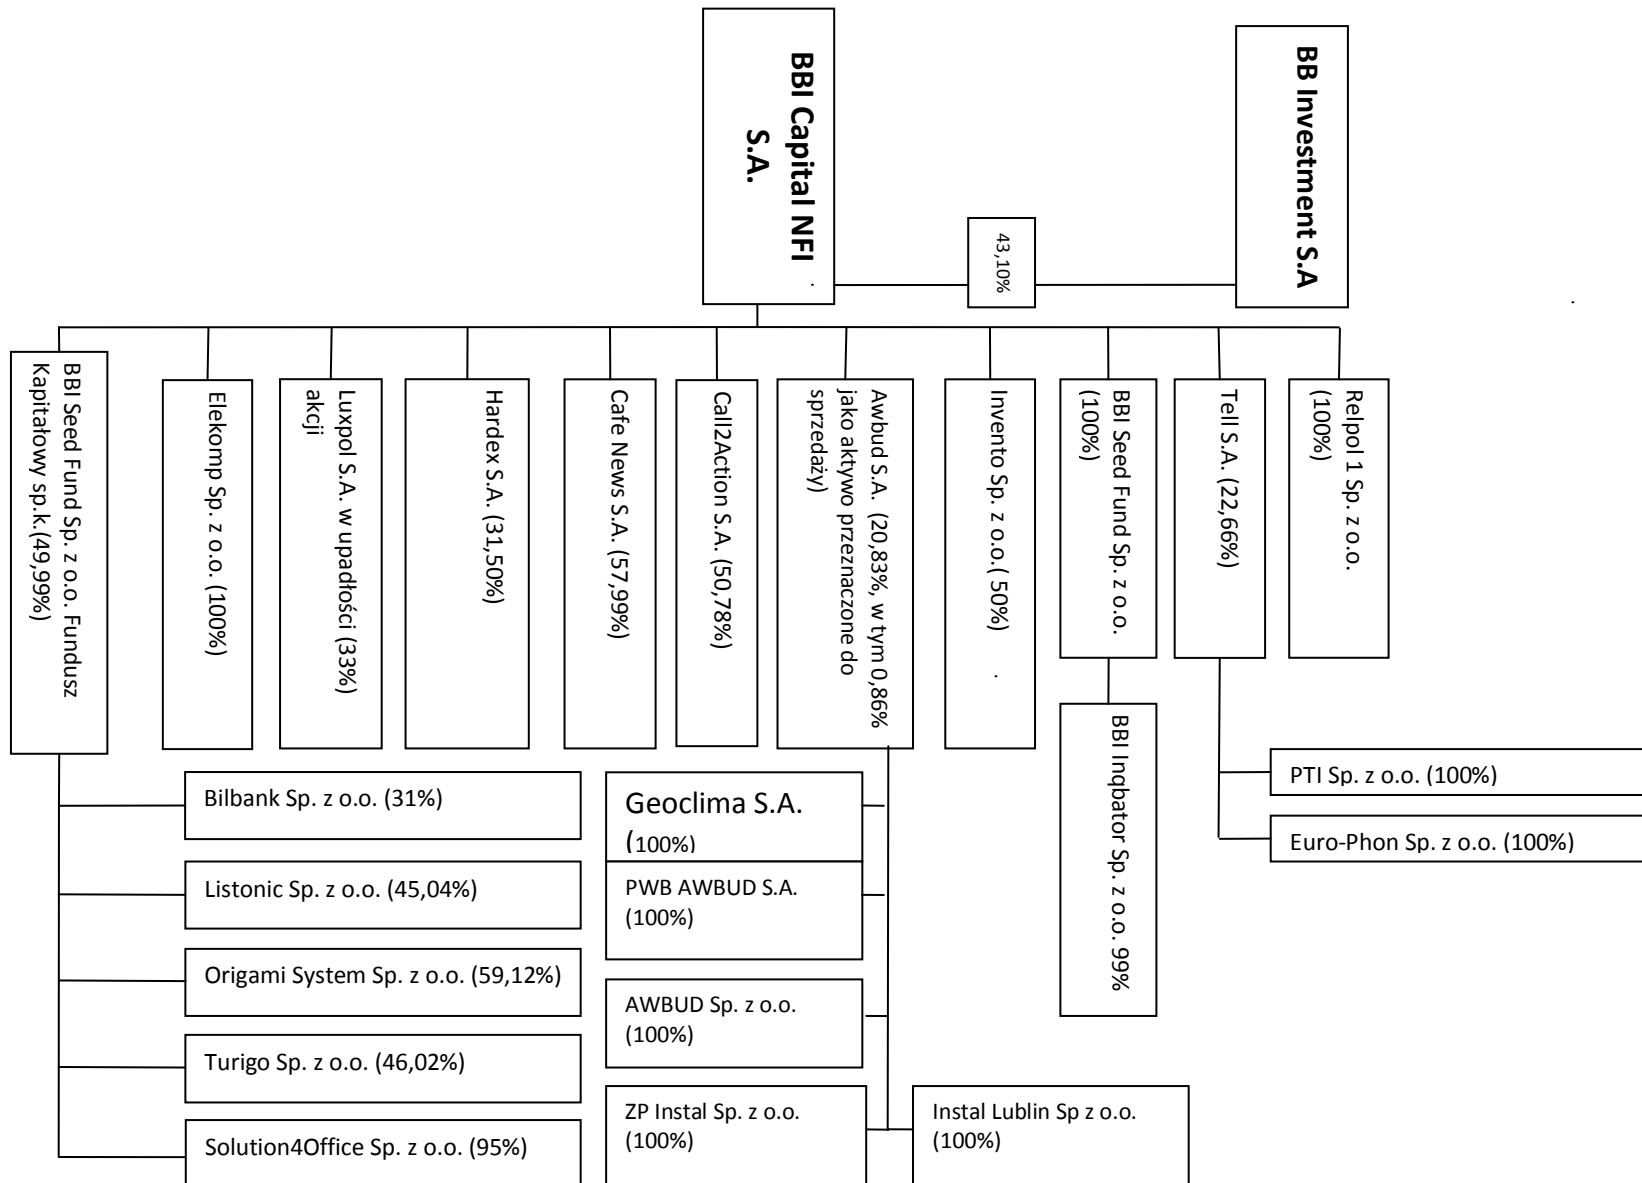 BBI Capital NFI
S.A.
BB Investment S.A
43,10%
BBI Seed Fund Sp. z o.o. Fundusz
Kapitałowy sp.k.(49,99%)
Elekomp Sp. z o.o. (100%)
Luxpol S.A. w upadłości (33%)
akcji
Hardex S.A. (31,50%)
Cafe News S.A. (57,99%)
Call2Action S.A. (50,78%)
Awbud S.A. (20,83%, w tym 0,86%
jako aktywo przeznaczone do
sprzedaży)
Invento Sp. z o.o.( 50%)
BBI Seed Fund Sp. z o.o.
(100%)
Tell S.A. (22,66%)
Relpol 1 Sp. z o.o.
(100%)
BBI Inqbator Sp. z o.o. 99%
PTI Sp. z o.o. (100%)
Euro-Phon Sp. z o.o. (100%)
Bilbank Sp. z o.o. (31%)
Listonic Sp. z o.o. (45,04%)
Origami System Sp. z o.o. (59,12%)
Turigo Sp. z o.o. (46,02%)
Solution4Office Sp. z o.o. (95%)
Geoclima S.A.
(100%)
PWB AWBUD S.A.
(100%)
AWBUD Sp. z o.o.
(100%)
ZP Instal Sp. z o.o.
(100%)
Instal Lublin Sp z o.o.
(100%)